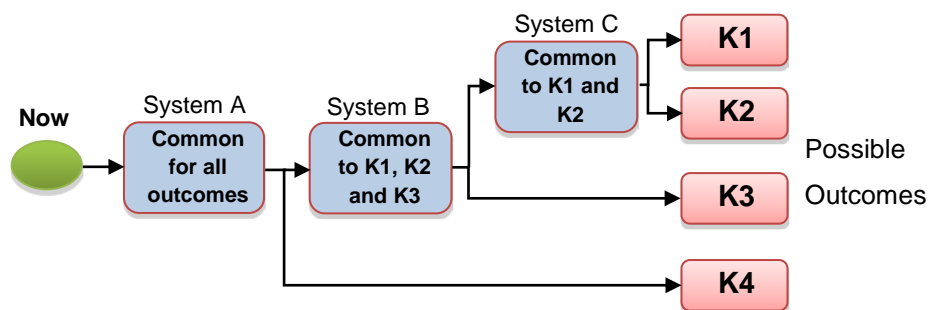 Now
System A
Common
for all
outcomes
System B
Common
to K1, K2
and K3
System C
Common
to K1 and
K2
K1
K2
K3
K4
Possible
Outcomes